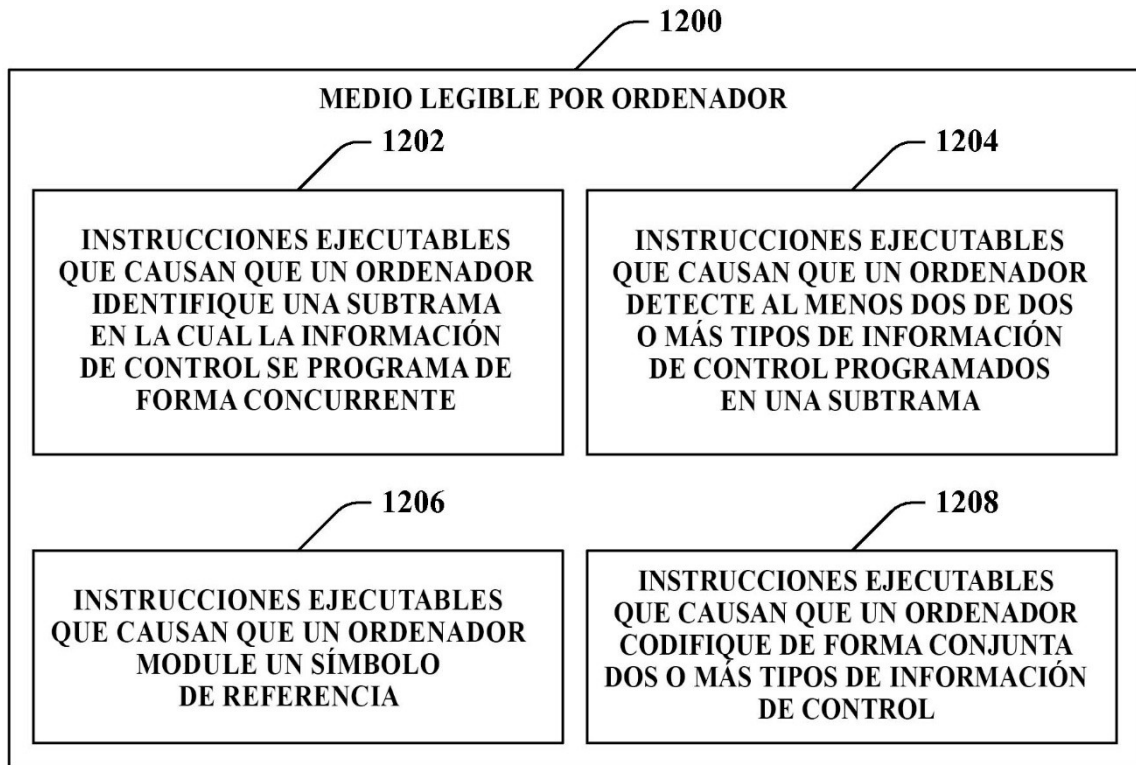 1200
MEDIO LEGIBLE POR ORDENADOR
1202
INSTRUCCIONES EJECUTABLES
QUE CAUSAN QUE UN ORDENADOR
IDENTIFIQUE UNA SUBTRAMA
EN LA CUAL LA INFORMACIÓN
DE CONTROL SE PROGRAMA DE
FORMA CONCURRENTE
1204
INSTRUCCIONES EJECUTABLES
QUE CAUSAN QUE UN ORDENADOR
DETECTE AL MENOS DOS DE DOS
O MÁS TIPOS DE INFORMACIÓN
DE CONTROL PROGRAMADOS
EN UNA SUBTRAMA
1206
INSTRUCCIONES EJECUTABLES
QUE CAUSAN QUE UN ORDENADOR
MODULE UN SÍMBOLO
DE REFERENCIA
1208
INSTRUCCIONES EJECUTABLES
QUE CAUSAN QUE UN ORDENADOR
CODIFIQUE DE FORMA CONJUNTA
DOS O MÁS TIPOS DE INFORMACIÓN
DE CONTROL